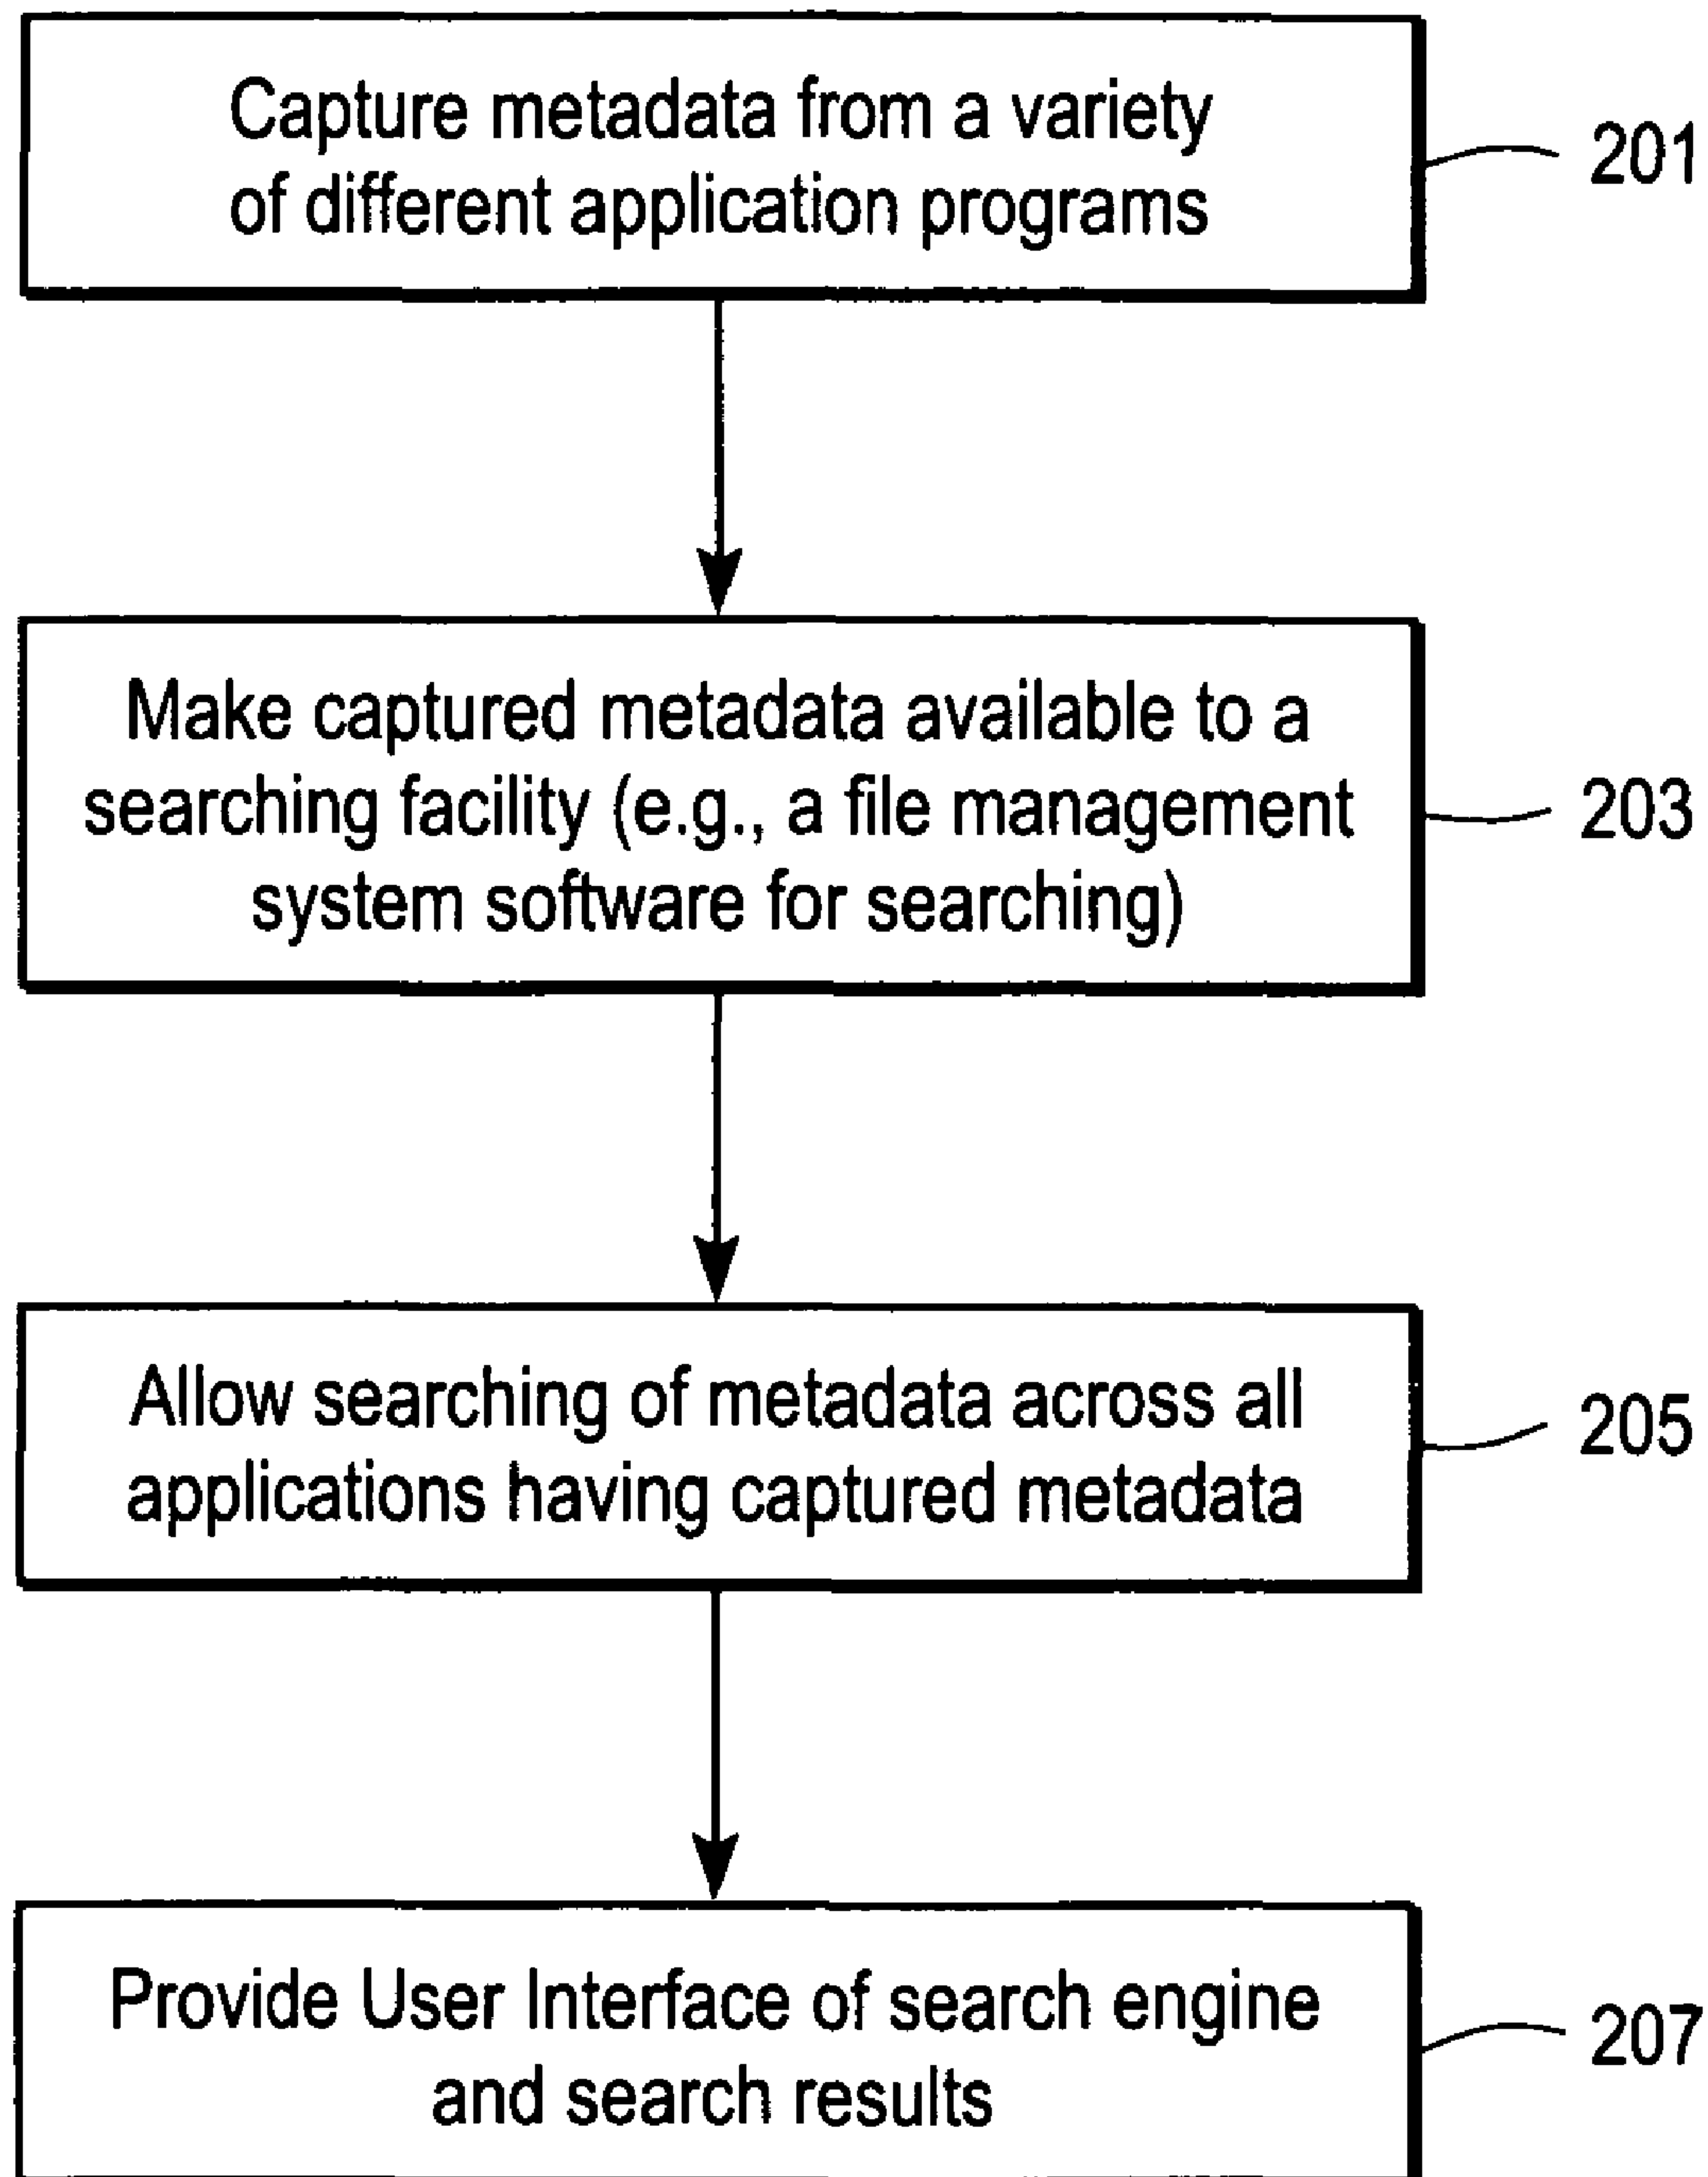 Capture metadata from a variety
of different application programs
201
Make captured metadata available to a
searching facility (e.g., a file management
system software for searching)
203
Allow searching of metadata across all
applications having captured metadata
205
Provide User Interface of search engine
and search results
207